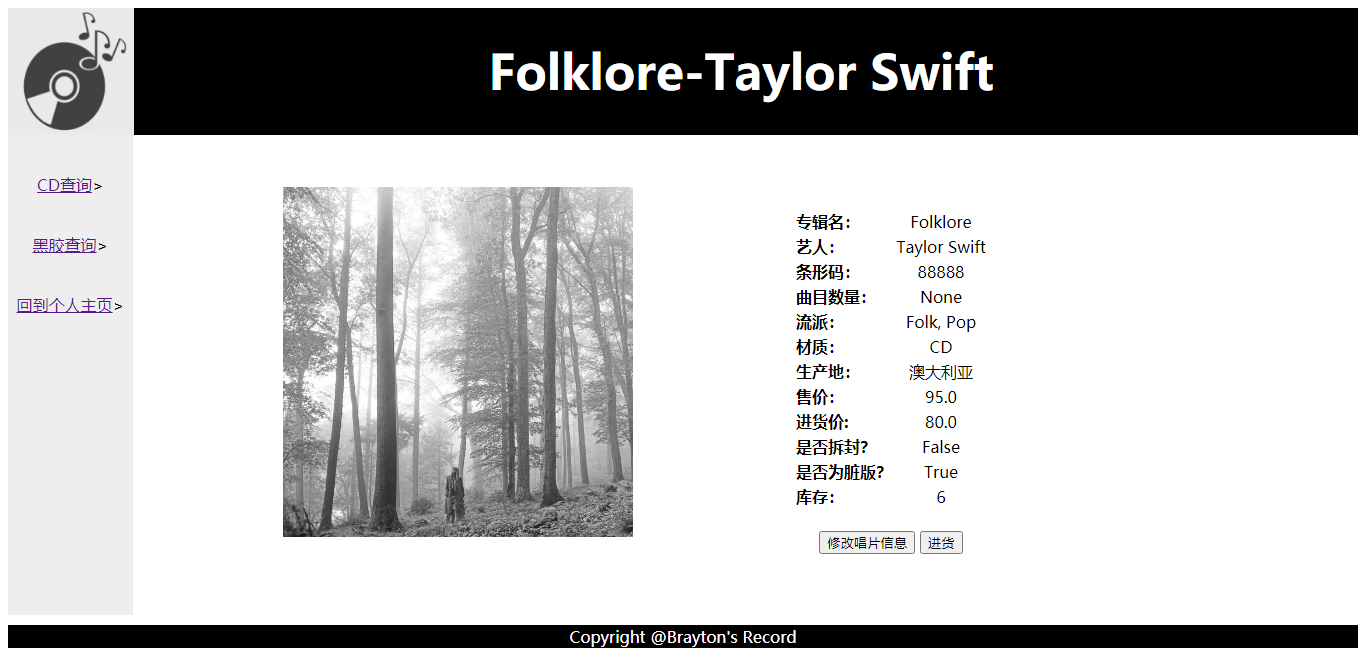 Folklore-Taylor Swift
CD查询>
黑胶查询>
回到个人主页>
专辑名： Folklore
艺人： Taylor Swift
条形码： 88888
曲目数量： None
流派： Folk, Pop
材质： CD
生产地： 澳大利亚
售价： 95.0
进货价: 80.0
是否拆封？ False
是否为脏版？ True
库存： 6
修改唱片信息 进货
Copyright @Brayton's Record